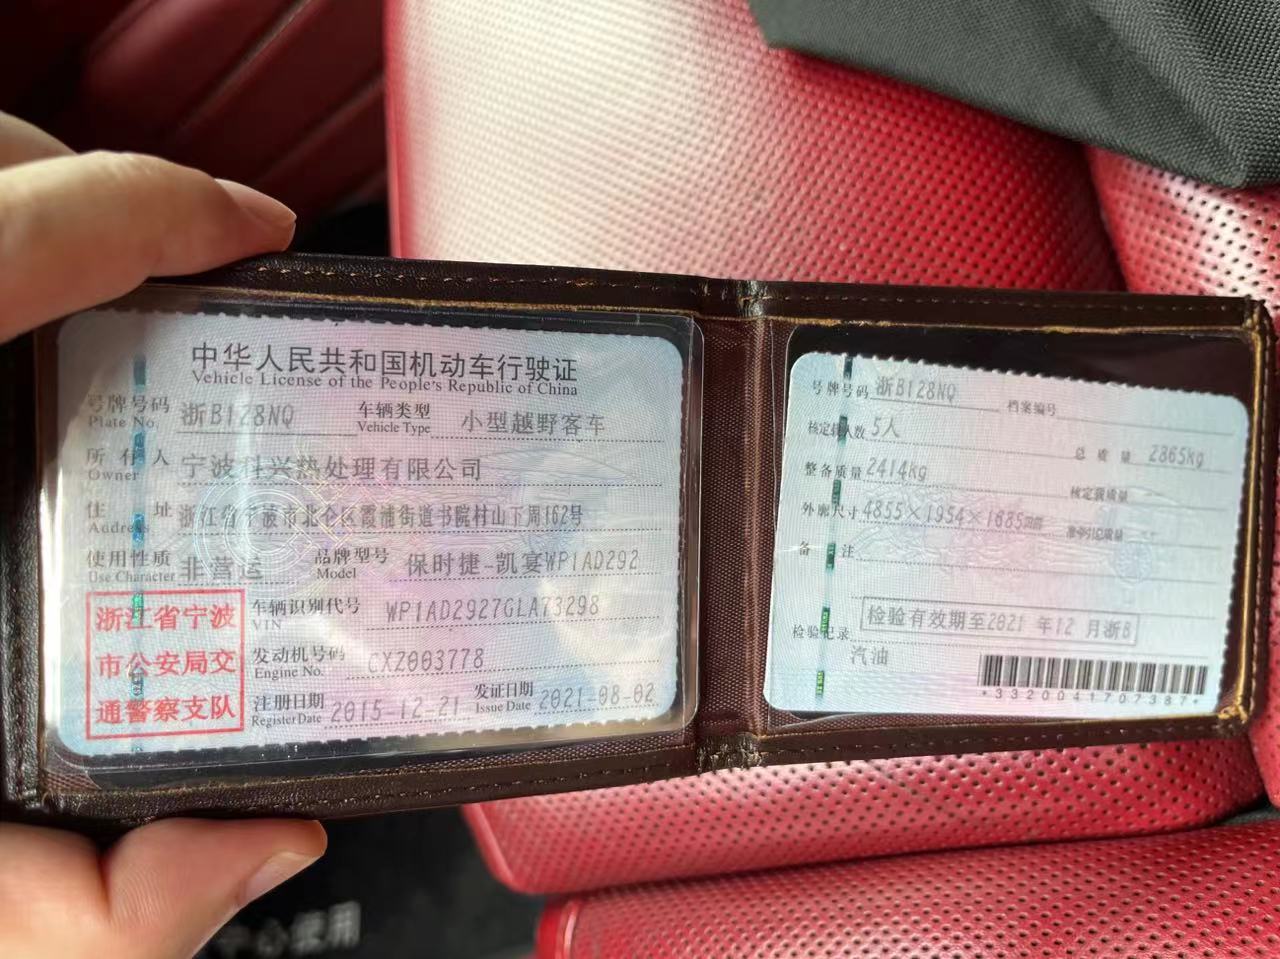 中华人民共和国机动车行驶证
Vehicle License of the People's Republic of China
号牌号码 浙B128NQ 车辆类型 小型越野客车
Plate No. Vehicle Type
所有人 宁波科兴热处理有限公司
Owner
住址 浙江省宁波市北仑区霞浦街道书院村山下周162号
Address
使用性质 非营运 品牌型号 保时捷-凯宴WP1AD292
Use Character Model
浙江省宁波
市公安局交
通警察支队
车辆识别代号 WP1AD2927GLA73298
VIN
发动机号码 CXZ003778
Engine No.
注册日期 2015-12-21 发证日期 2021-08-02
Register Date Issue Date
号牌号码 浙B128NQ 档案编号
核定载人数 5人 总质量 2865kg
整备质量 2414kg 核定载质量 --
外廓尺寸 4855×1954×1685mm 准牵引总质量 --
备注
检验记录 检验有效期至2021年12月浙B
汽油
*3320041707387*
中心使用